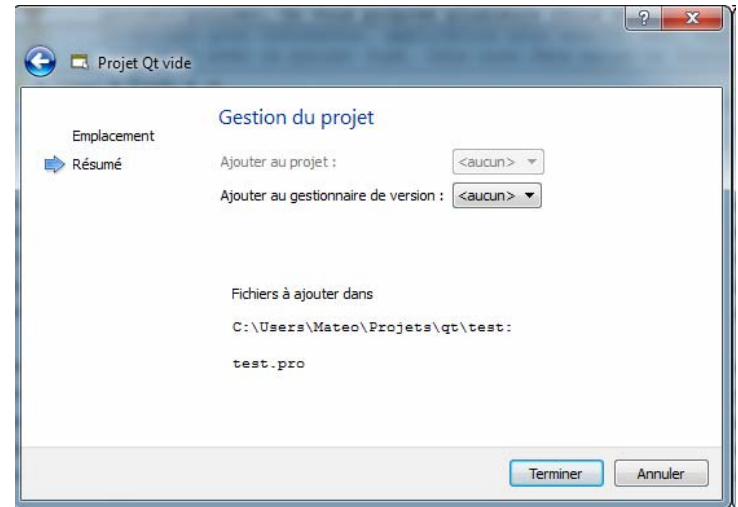 Projet Qt vide
Gestion du projet
Emplacement
Résumé
Ajouter au projet :
<aucun>
Ajouter au gestionnaire de version :
<aucun>
Fichiers à ajouter dans
C:\Users\Mateo\Projets\qt\test:
test.pro
Terminer
Annuler